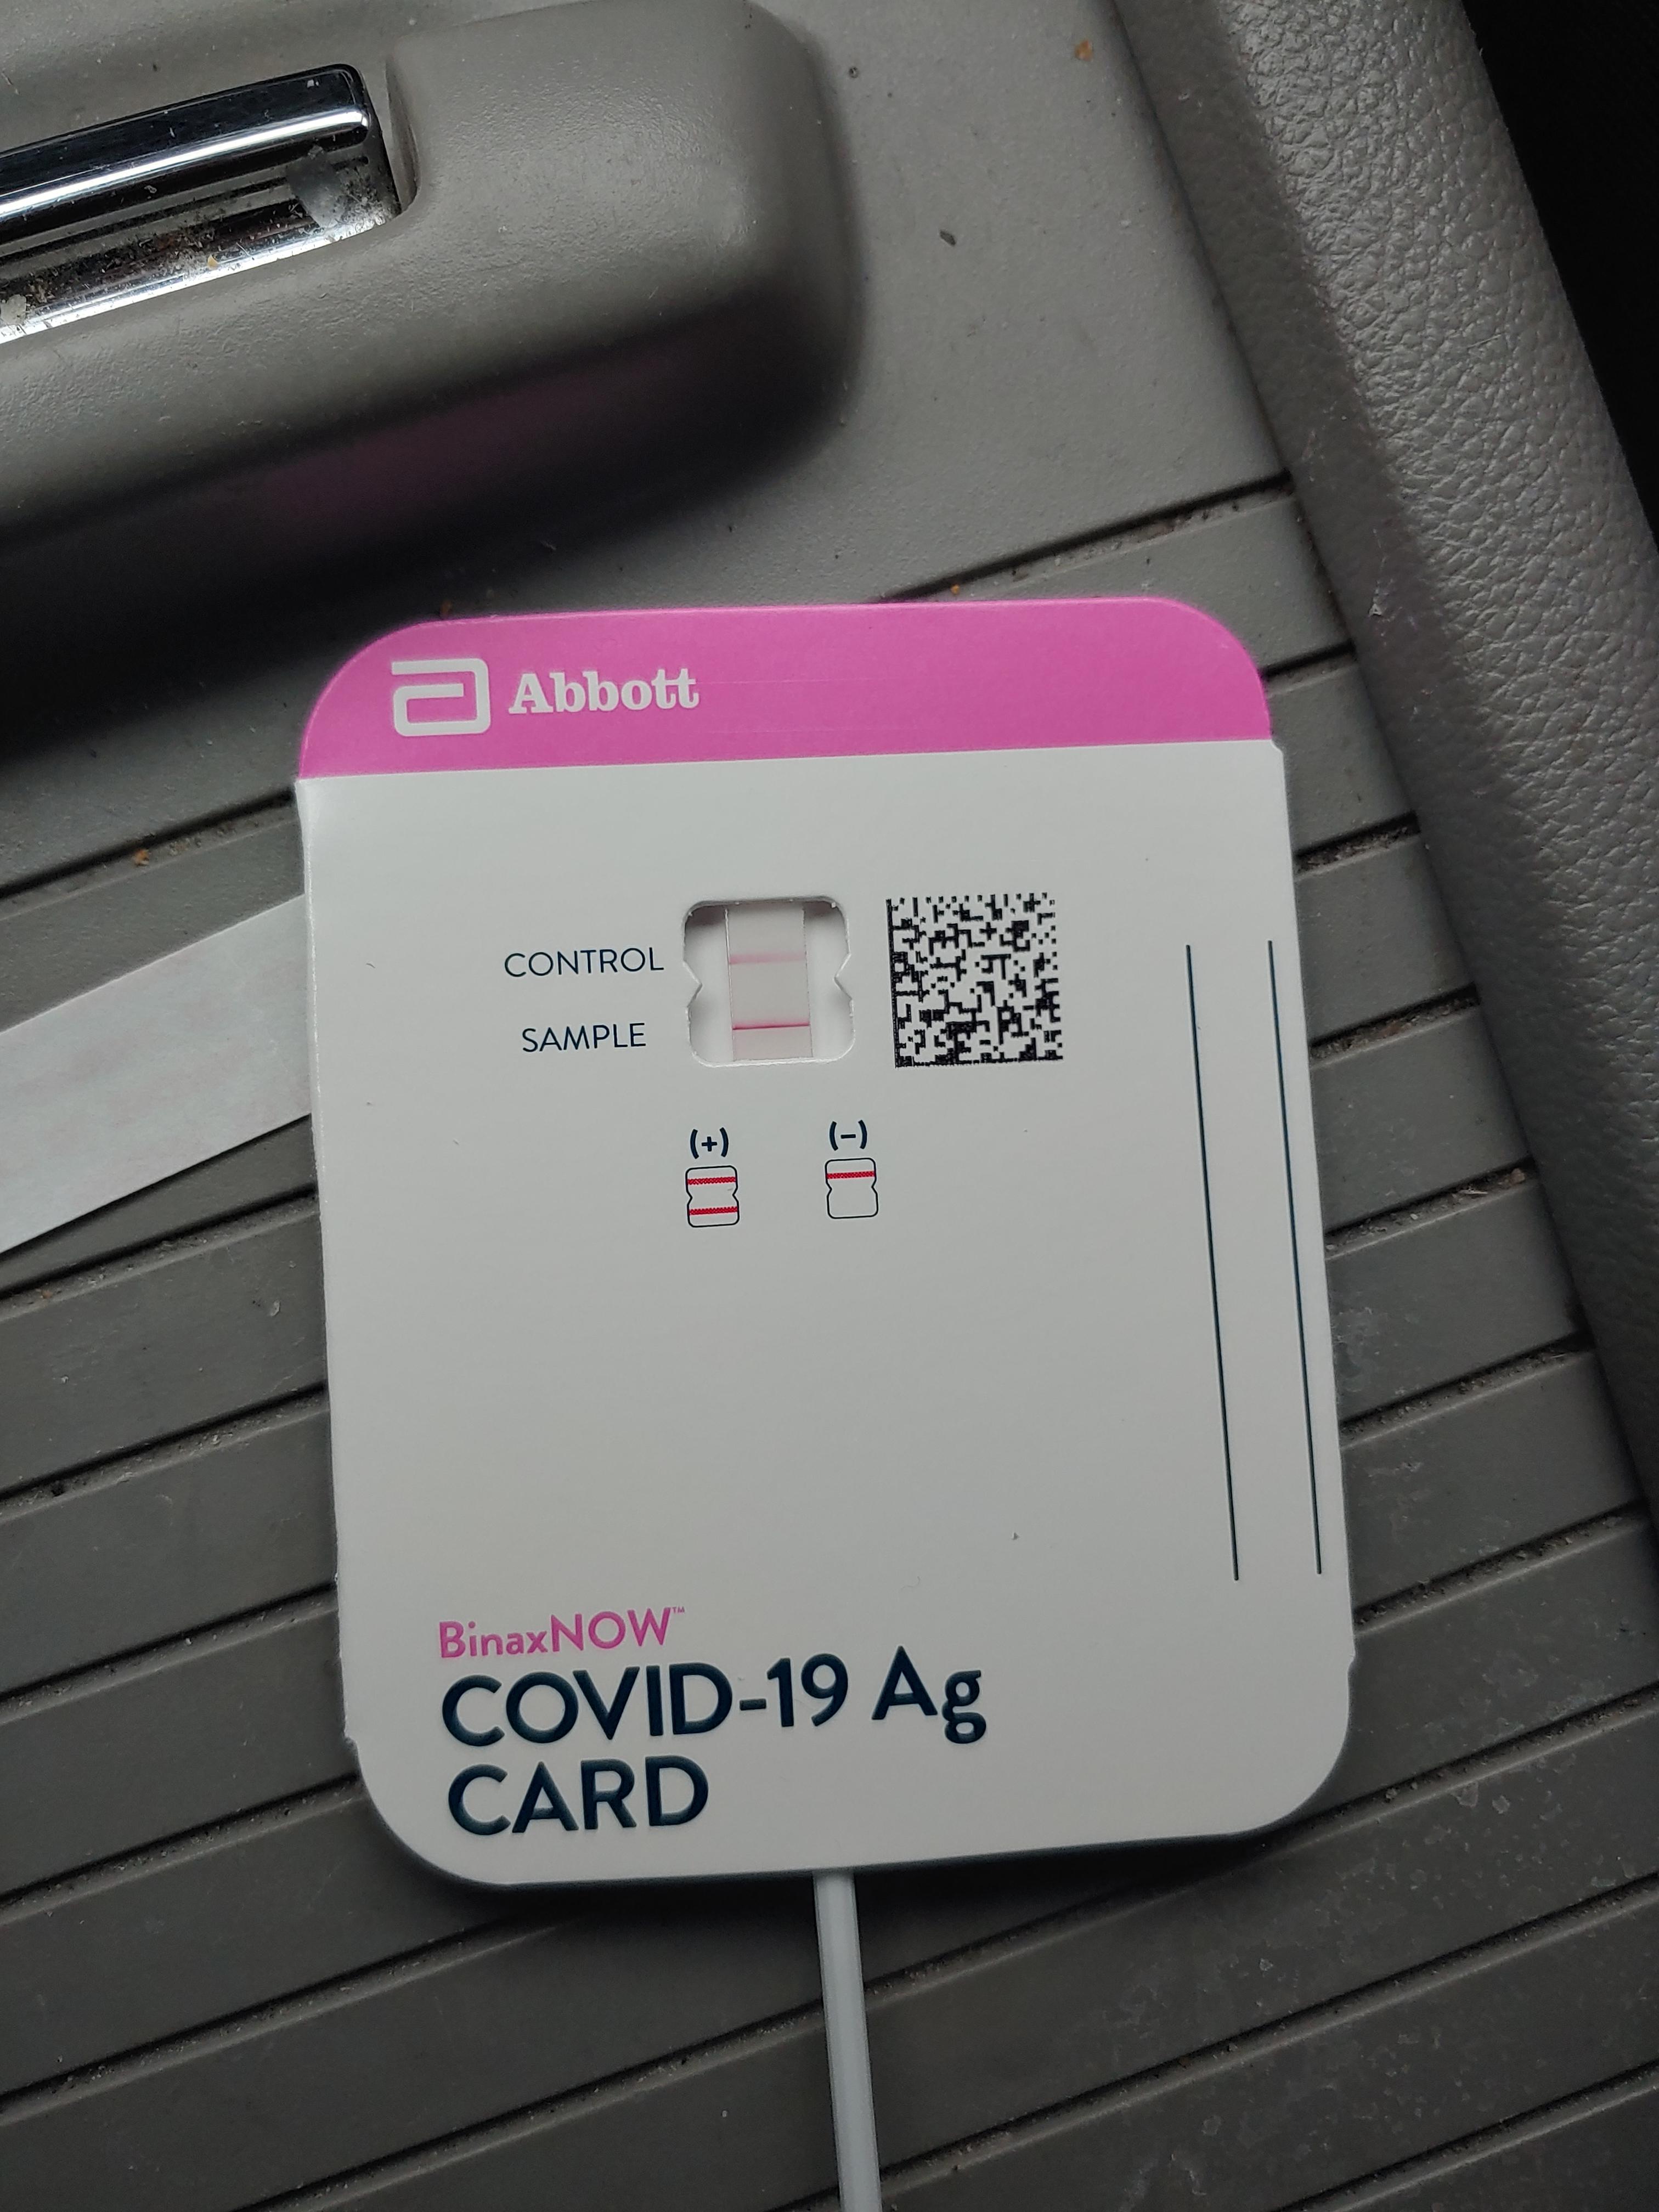 Abbott
CONTROL
SAMPLE
(+) (-)
BinaxNOW™
COVID-19 Ag
CARD